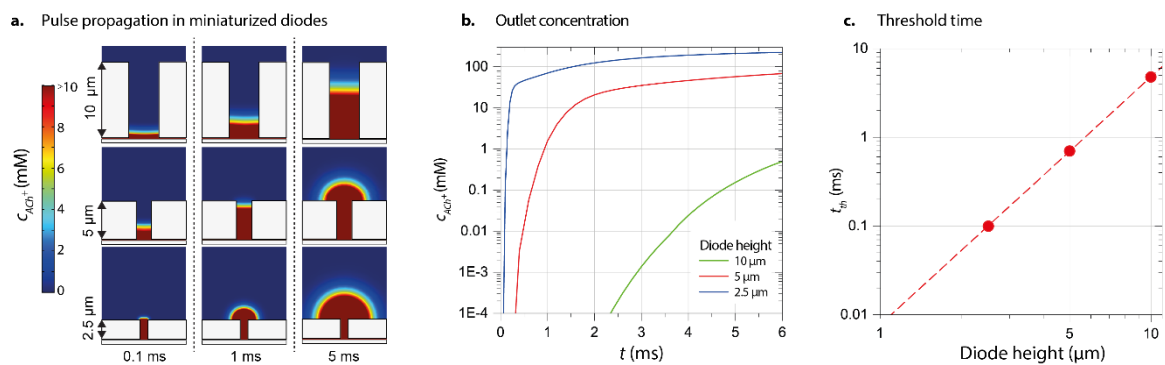 a. Pulse propagation in miniaturized diodes
>10
8
6
4
2
0
c_ACh+ (mM)
10 µm
5 µm
2.5 µm
0.1 ms
1 ms
5 ms
b. Outlet concentration
100
10
1
0.1
0.01
1E-3
1E-4
c_ACh+ (mM)
Diode height
10 µm
5 µm
2.5 µm
0 1 2 3 4 5 6
t (ms)
c. Threshold time
10
1
0.1
0.01
t_th (ms)
1 5 10
Diode height (µm)